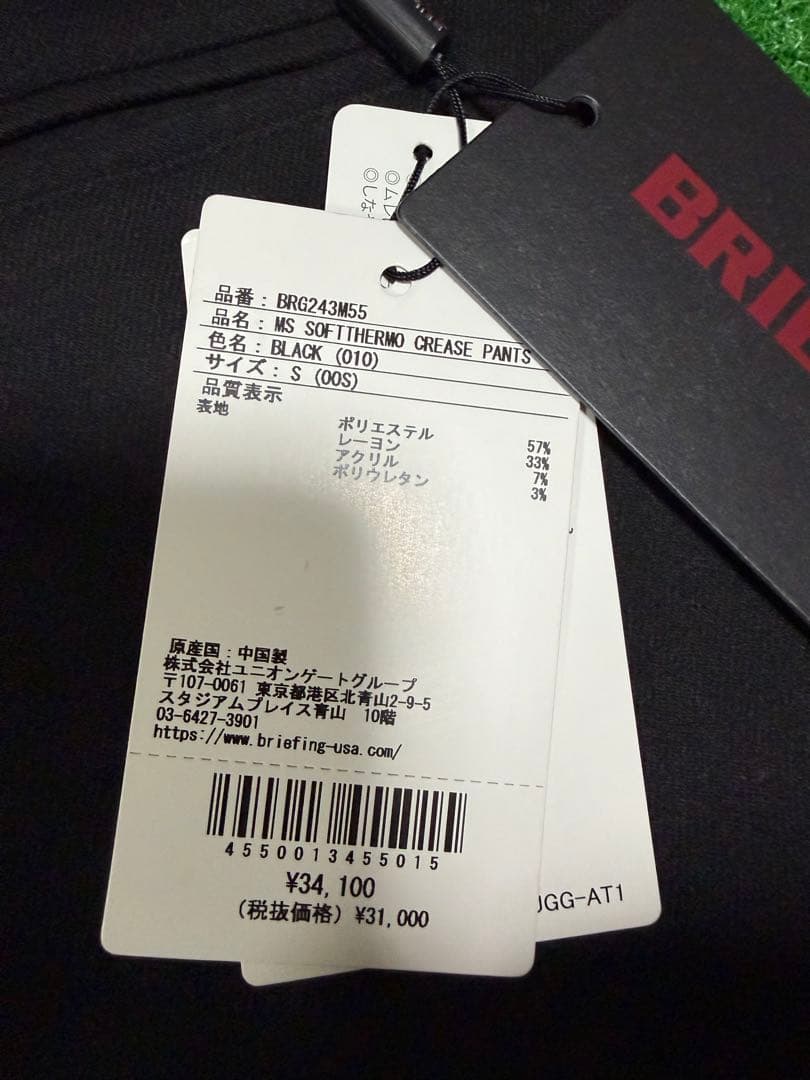 BRIE
◎ム
◎しな
品番：BRG243M55
品名：MS SOFTTHERMO CREASE PANTS
色名：BLACK (010)
サイズ：S (00S)
品質表示
表地
ポリエステル 57%
レーヨン 33%
アクリル 7%
ポリウレタン 3%
原産国：中国製
株式会社ユニオンゲートグループ
〒107-0061 東京都港区北青山2-9-5
スタジアムプレイス青山 10階
03-6427-3901
https://www.briefing-usa.com/
4550013455015
¥34,100
(税抜価格) ¥31,000
JGG-AT1